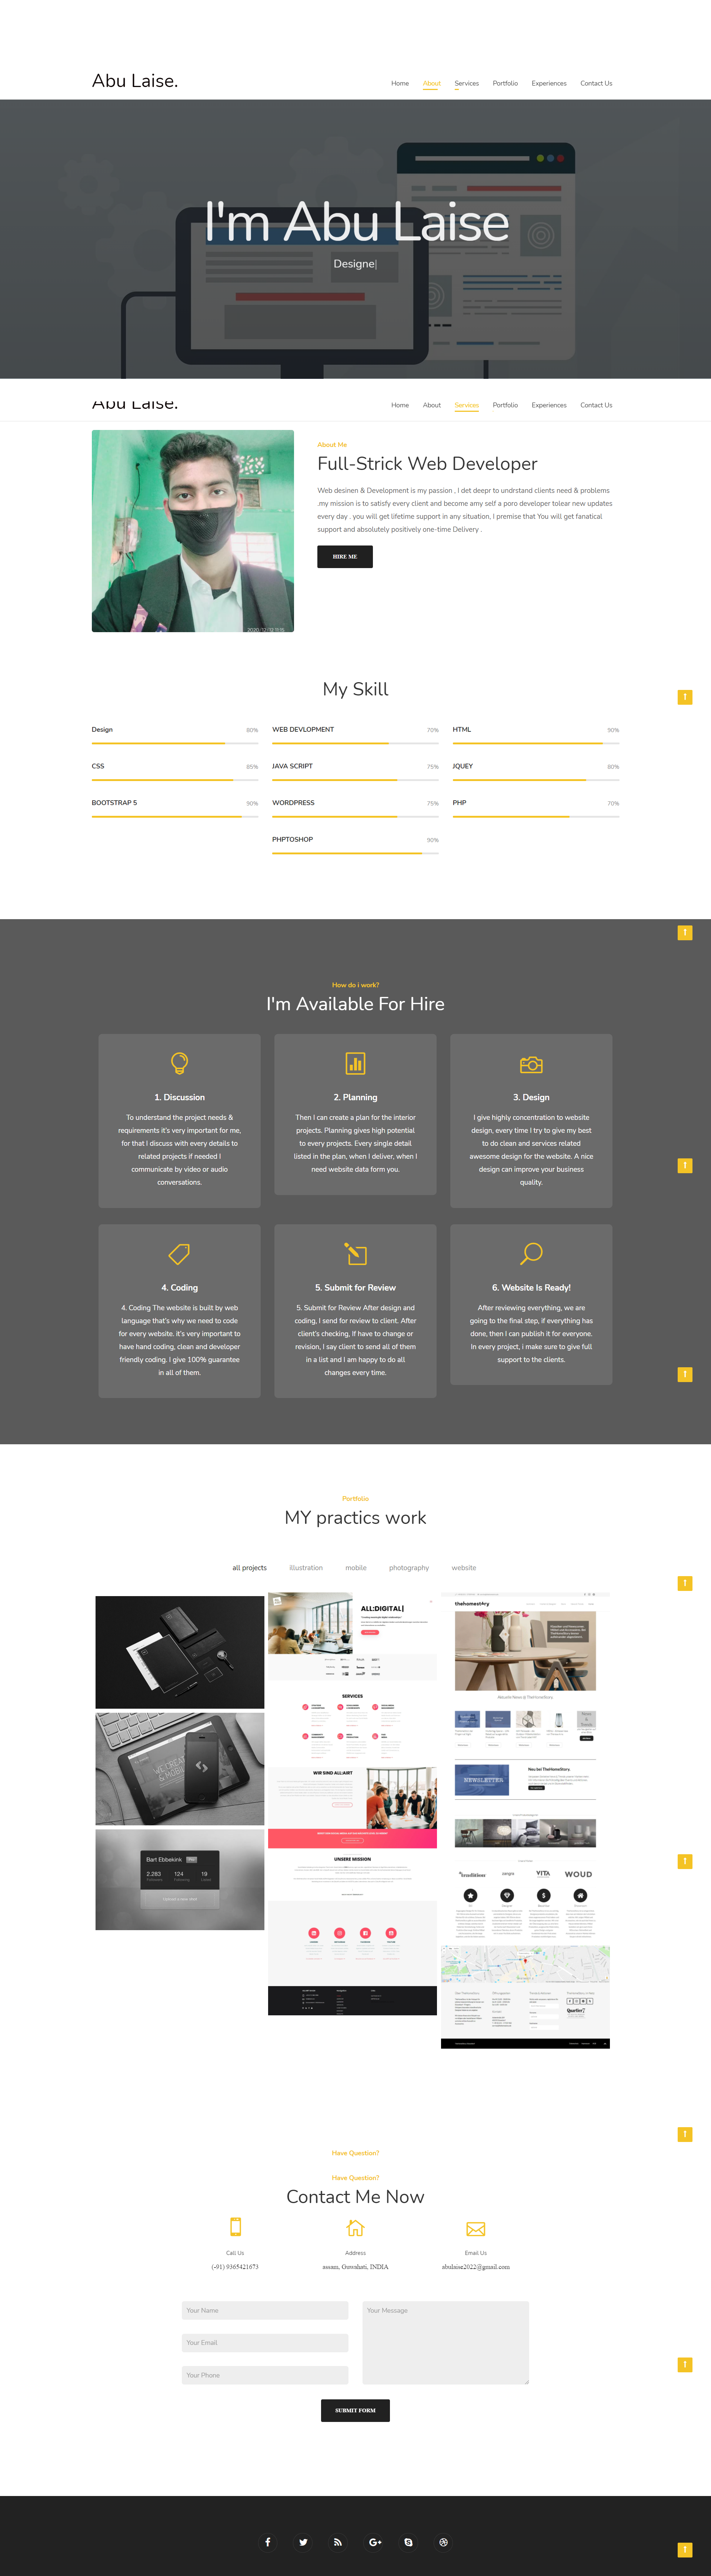 Abu Laise.
Home About Services Portfolio Experiences Contact Us
I'm Abu Laise
Designe|
Abu Laise.
Home About Services Portfolio Experiences Contact Us
About Me
Full-Strick Web Developer
Web desinen & Development is my passion , I det deepr to undrstand clients need & problems
.my mission is to satisfy every client and become amy self a poro developer tolear new updates
every day . you will get lifetime support in any situation, I premise that You will get fanatical
support and absolutely positively one-time Delivery .
HIRE ME
My Skill
Design 80% WEB DEVLOPMENT 70% HTML 90%
CSS 85% JAVA SCRIPT 75% JQUEY 80%
BOOTSTRAP 5 90% WORDPRESS 75% PHP 70%
PHPTOSHOP 90%
How do i work?
I'm Available For Hire
1. Discussion
To understand the project needs &
requirements it's very important for me,
for that I discuss with every details to
related projects if needed I
communicate by video or audio
conversations.
2. Planning
Then I can create a plan for the interior
projects. Planning gives high potential
to every projects. Every single detail
listed in the plan, when I deliver, when I
need website data form you.
3. Design
I give highly concentration to website
design, every time I try to give my best
to do clean and services related
awesome design for the website. A nice
design can improve your business
quality.
4. Coding
4. Coding The website is built by web
language that's why we need to code
for every website. it's very important to
have hand coding, clean and developer
friendly coding. I give 100% guarantee
in all of them.
5. Submit for Review
5. Submit for Review After design and
coding, I send for review to client. After
client's checking, If have to change or
revision, I say client to send all of them
in a list and I am happy to do all
changes every time.
6. Website Is Ready!
After reviewing everything, we are
going to the final step, if everything has
done, then I can publish it for everyone.
In every project, i make sure to give full
support to the clients.
Portfolio
MY practics work
all projects illustration mobile photography website
ALL:DIGITAL|
SERVICES
WIR SIND ALL:AIRT
UNSERE MISSION
thehomestory
Neu bei TheHomeStory.
NEWSLETTER
VITA
WOUD
Bart Ebbekink
2.283 124 19
Have Question?
Have Question?
Contact Me Now
Call Us
(-91) 9365421673
Address
assam, Guwahati, INDIA
Email Us
abulaise2022@gmail.com
Your Name
Your Email
Your Phone
Your Message
SUBMIT FORM